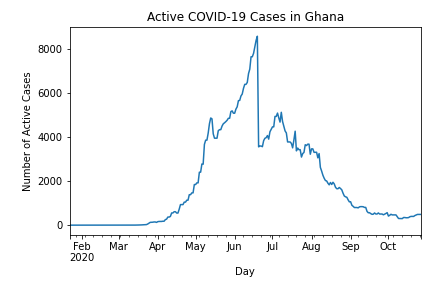 Active COVID-19 Cases in Ghana
Number of Active Cases
8000
6000
4000
2000
0
Feb Mar Apr May Jun Jul Aug Sep Oct
2020
Day